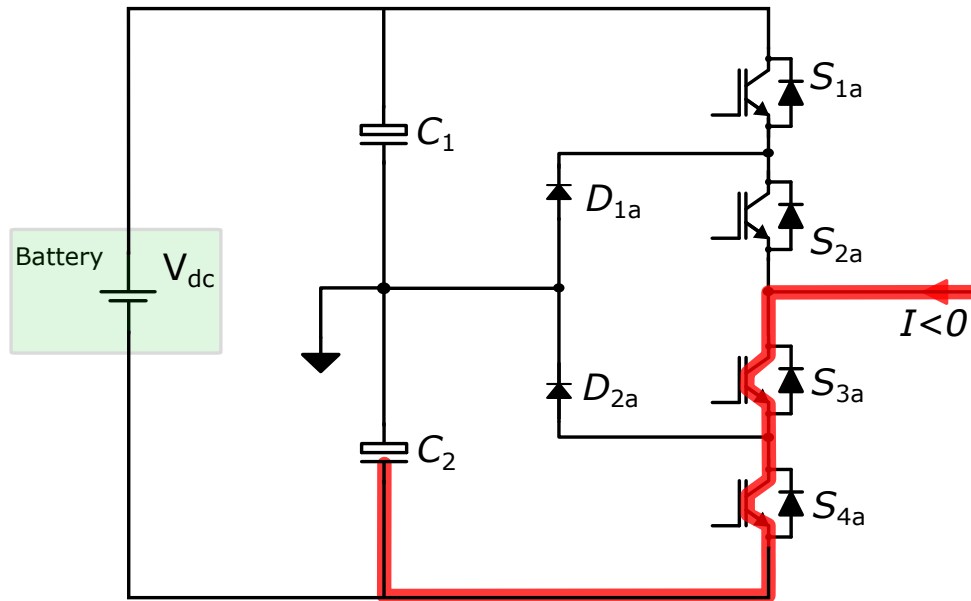 S1a
C1
D1a
S2a
Battery
Vdc
I<0
S3a
D2a
C2
S4a